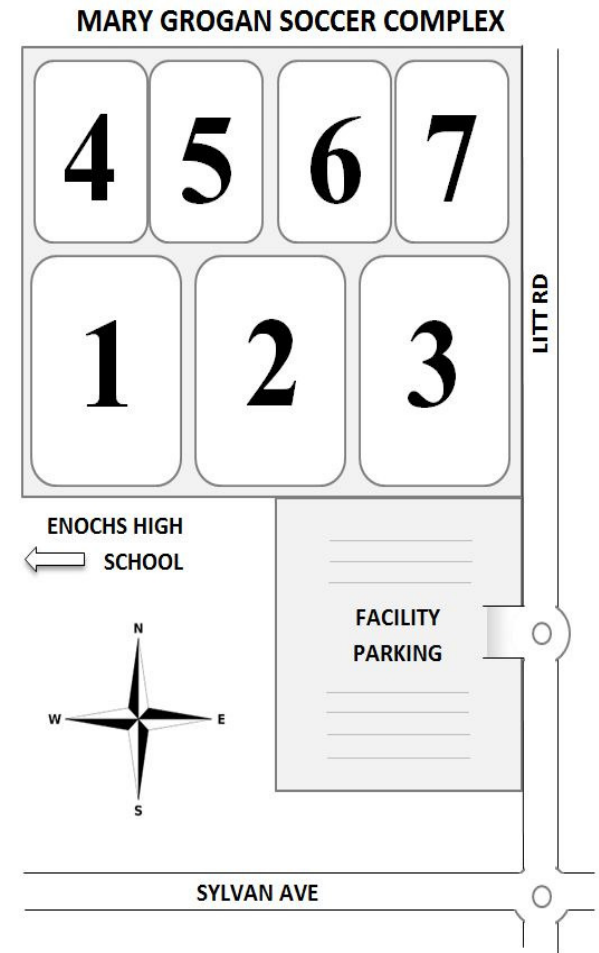 MARY GROGAN SOCCER COMPLEX
4 5 6 7
1 2 3
LITT RD
ENOCHS HIGH
SCHOOL
FACILITY
PARKING
N
W E
S
SYLVAN AVE